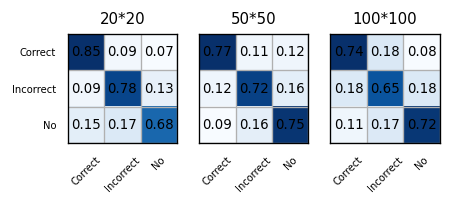 20*20 50*50 100*100
Correct 0.85 0.09 0.07 0.77 0.11 0.12 0.74 0.18 0.08
Incorrect 0.09 0.78 0.13 0.12 0.72 0.16 0.18 0.65 0.18
No 0.15 0.17 0.68 0.09 0.16 0.75 0.11 0.17 0.72
Correct Incorrect No Correct Incorrect No Correct Incorrect No